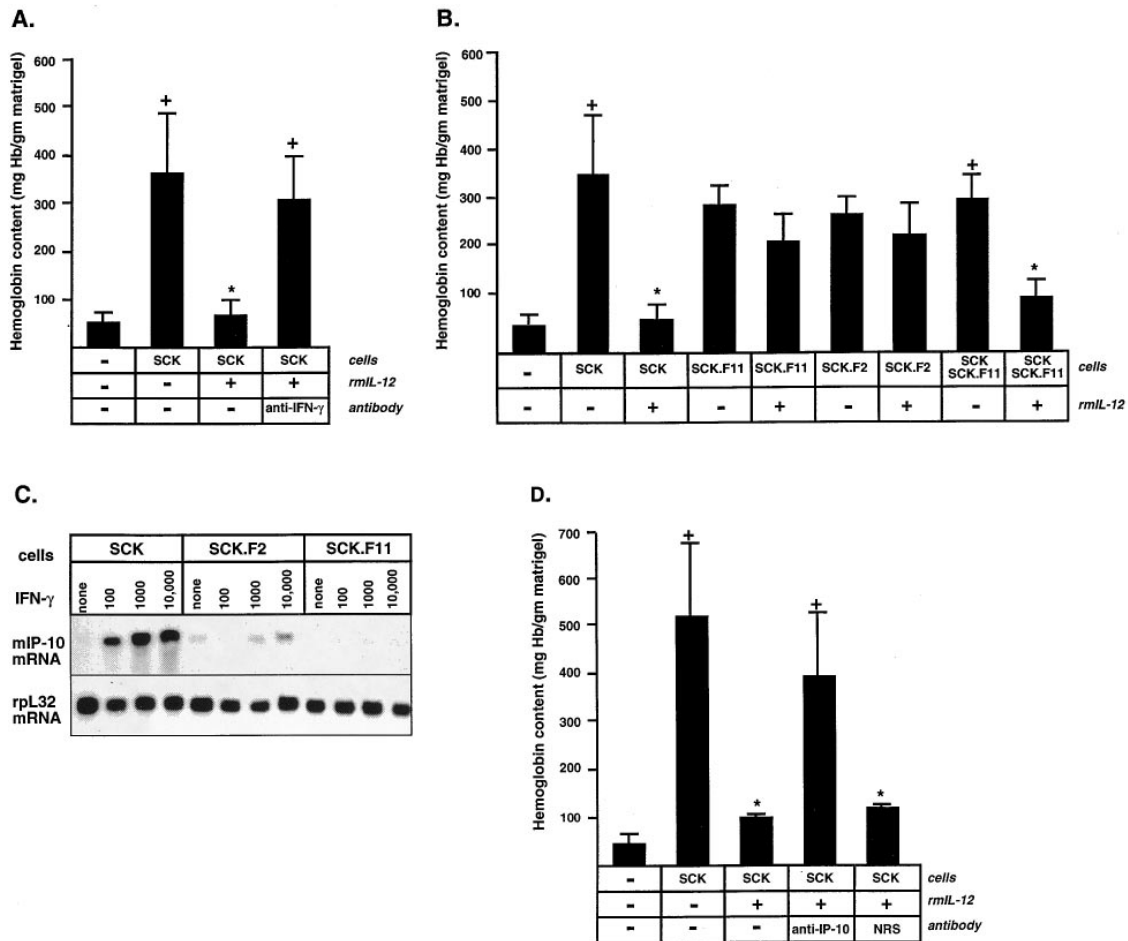 A.
Hemoglobin content (mg Hb/gm matrigel)
600
500
400
300
200
100
+
*
+
- SCK SCK SCK cells
- - + + rmIL-12
- - - anti-IFN-γ antibody
B.
Hemoglobin content (mg Hb/gm matrigel)
600
500
400
300
200
100
+
*
+
*
- SCK SCK SCK.F11 SCK.F11 SCK.F2 SCK.F2 SCK SCK.F11 SCK SCK.F11 cells
- - + - + - + - + rmIL-12
C.
cells SCK SCK.F2 SCK.F11
IFN-γ none 100 1000 10,000 none 100 1000 10,000 none 100 1000 10,000
mIP-10
mRNA
rpL32
mRNA
D.
Hemoglobin content (mg Hb/gm matrigel)
700
600
500
400
300
200
100
+
*
+
*
- SCK SCK SCK SCK cells
- - + + + rmIL-12
- - - anti-IP-10 NRS antibody